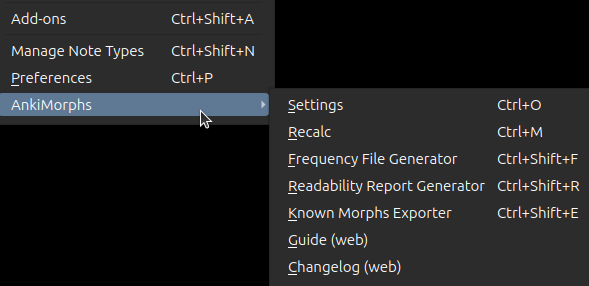 Add-ons Ctrl+Shift+A
Manage Note Types Ctrl+Shift+N
Preferences Ctrl+P
AnkiMorphs
Settings Ctrl+O
Recalc Ctrl+M
Frequency File Generator Ctrl+Shift+F
Readability Report Generator Ctrl+Shift+R
Known Morphs Exporter Ctrl+Shift+E
Guide (web)
Changelog (web)